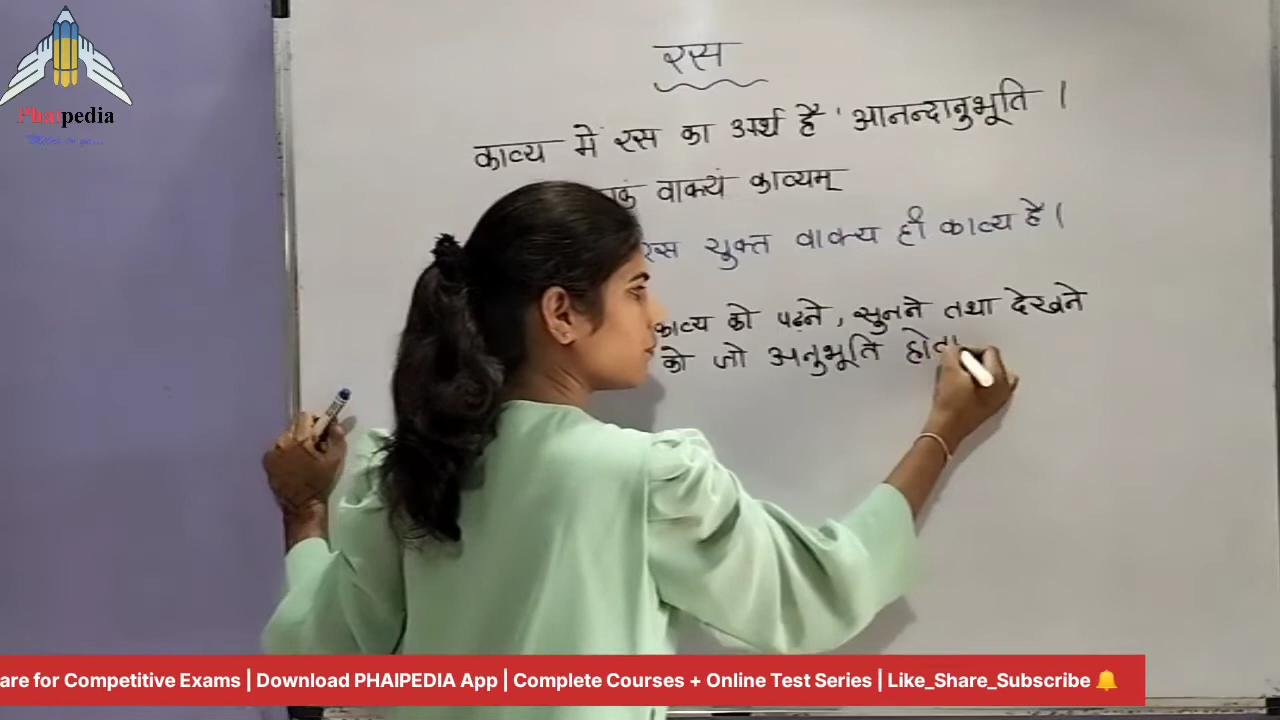 Phaipedia
रस
काव्य में रस का अर्थ है ' आनन्दानुभूति ।
वाक्यं काव्यम्
रस युक्त वाक्य ही काव्य है।
काव्य को पढ़ने, सुनने तथा देखने
को जो अनुभूति होता
are for Competitive Exams | Download PHAIPEDIA App | Complete Courses + Online Test Series | Like_Share_Subscribe 🔔